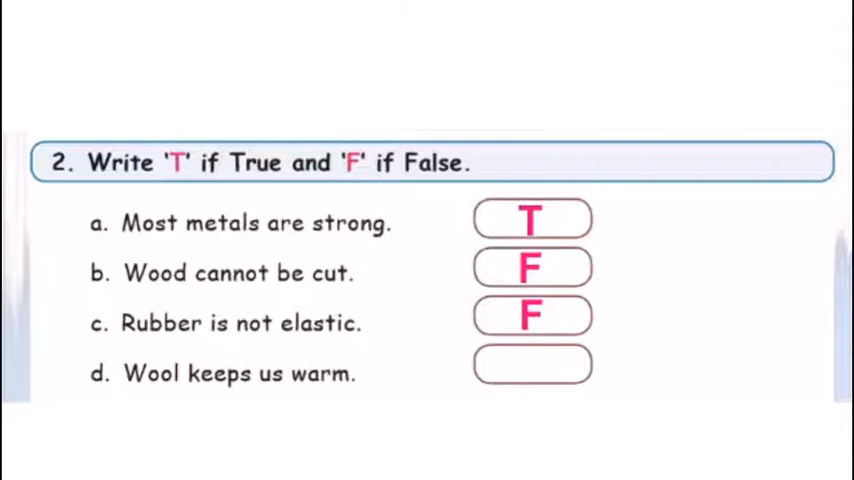 2. Write 'T' if True and 'F' if False.
a. Most metals are strong. T
b. Wood cannot be cut. F
c. Rubber is not elastic. F
d. Wool keeps us warm.